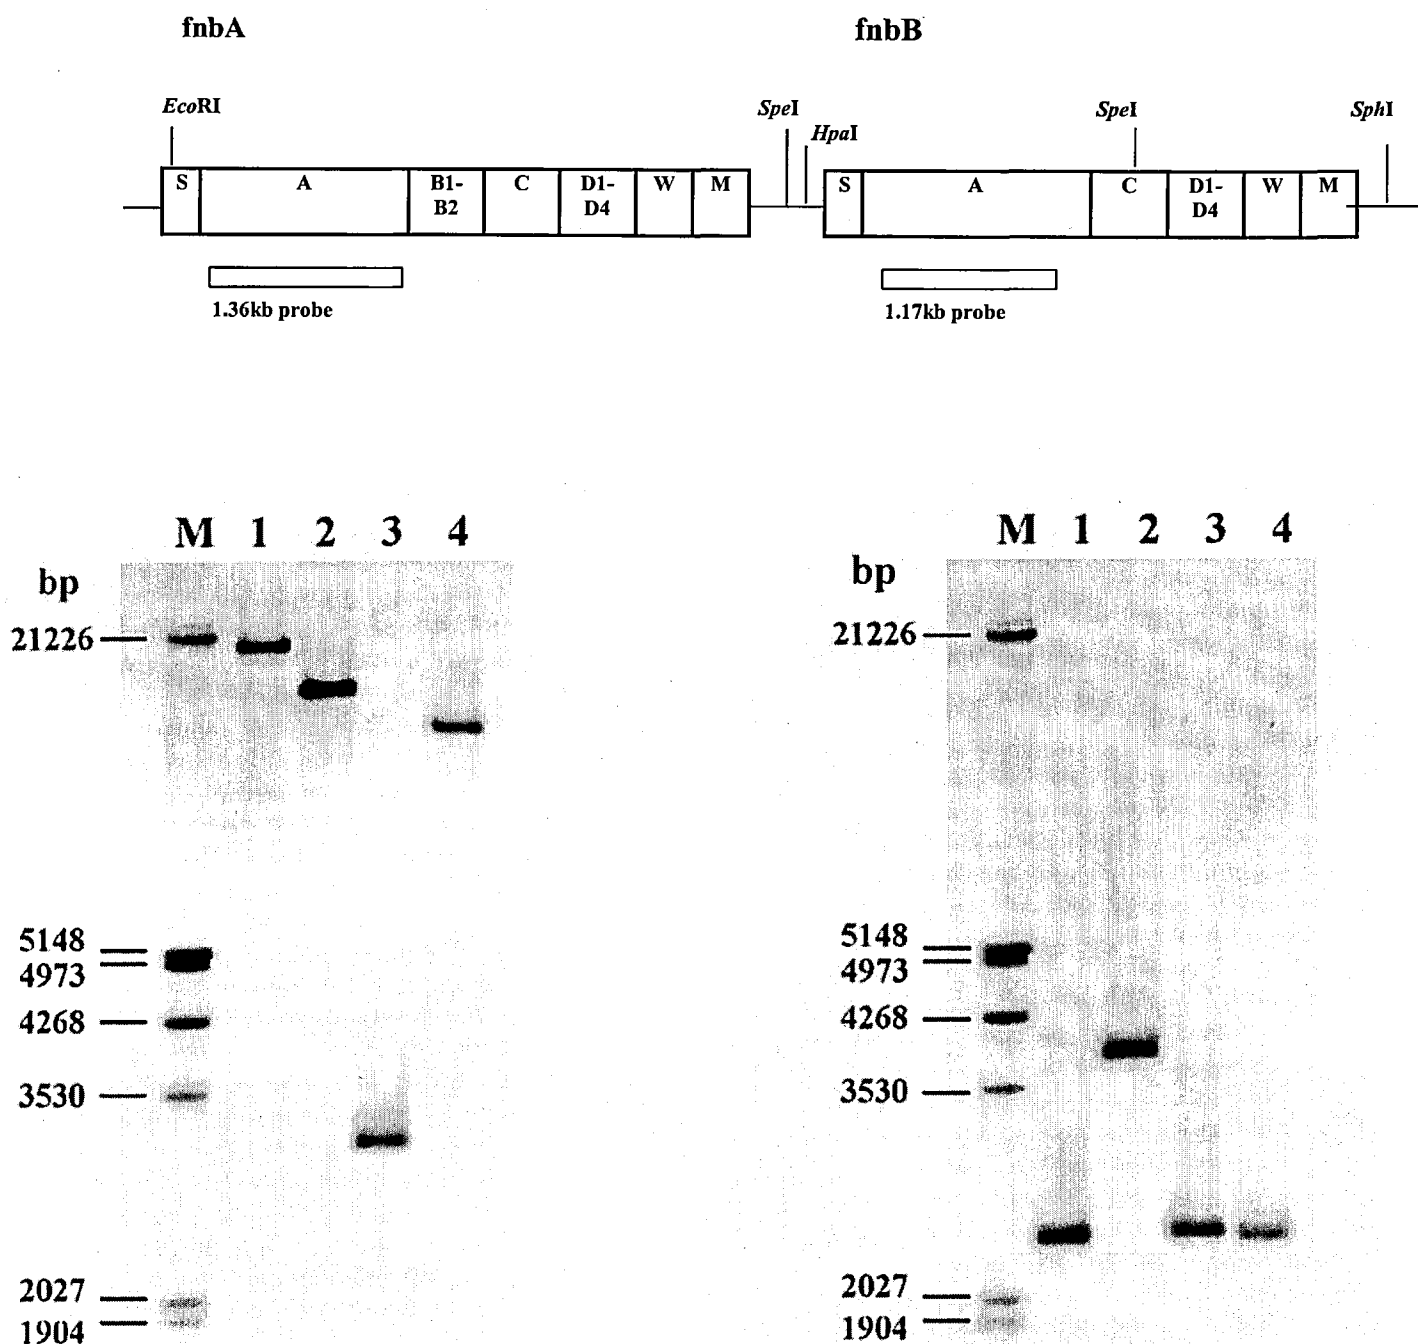 fnbA fnbB
EcoRI SpeI SpeI SphI
HpaI
S A B1- C D1- W M S A C D1- W M
B2 D4 D4
1.36kb probe 1.17kb probe
M 1 2 3 4
bp
21226
5148
4973
4268
3530
2027
1904
M 1 2 3 4
bp
21226
5148
4973
4268
3530
2027
1904